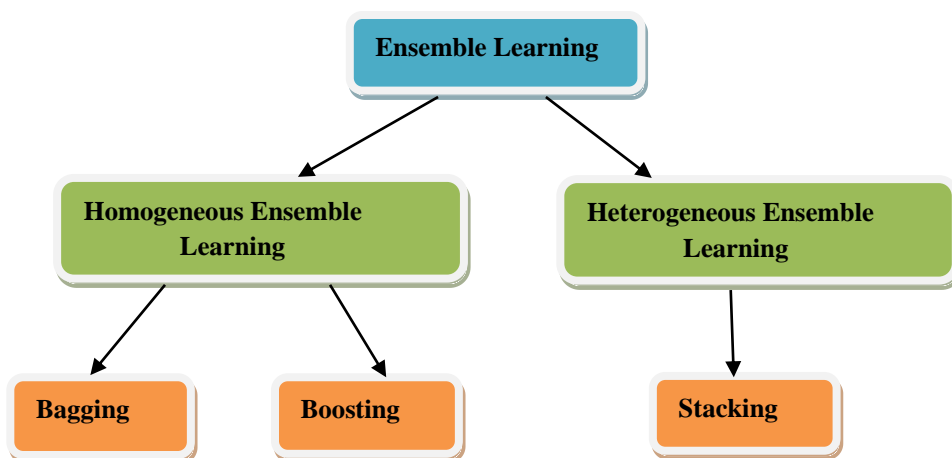 Ensemble Learning
Homogeneous Ensemble
Learning
Heterogeneous Ensemble
Learning
Bagging
Boosting
Stacking